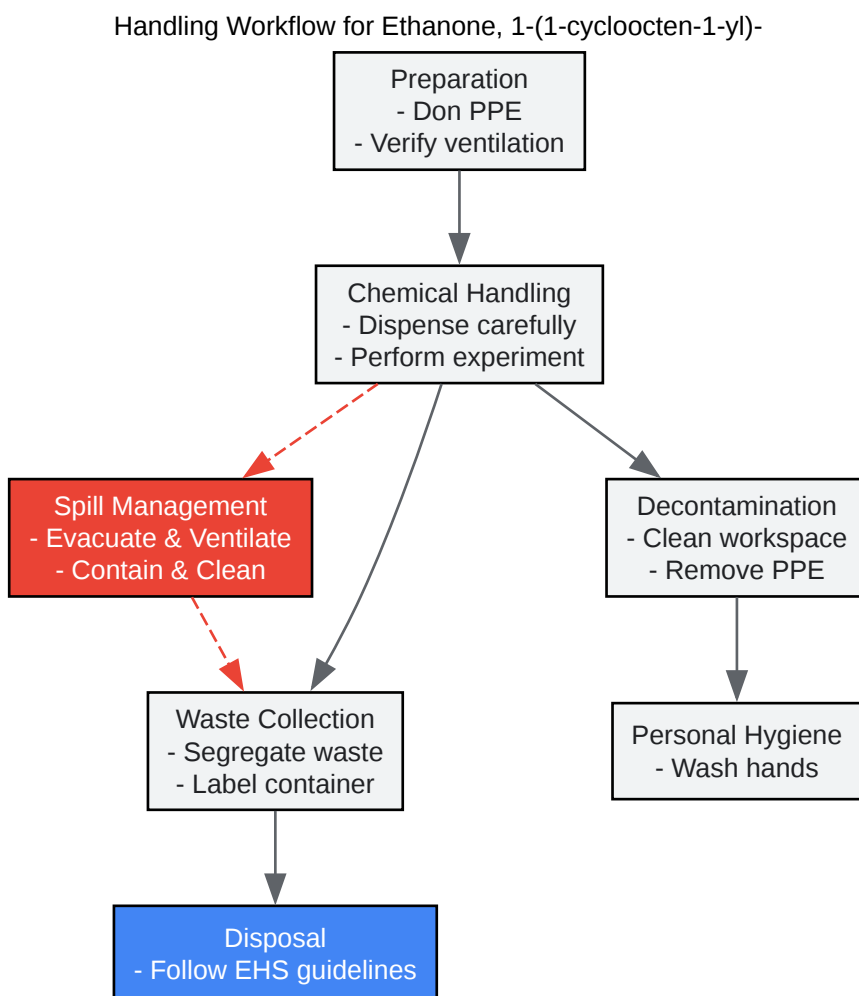 Handling Workflow for Ethanone, 1-(1-cycloocten-1-yl)-
Preparation
- Don PPE
- Verify ventilation
Chemical Handling
- Dispense carefully
- Perform experiment
Spill Management
- Evacuate & Ventilate
- Contain & Clean
Decontamination
- Clean workspace
- Remove PPE
Waste Collection
- Segregate waste
- Label container
Personal Hygiene
- Wash hands
Disposal
- Follow EHS guidelines